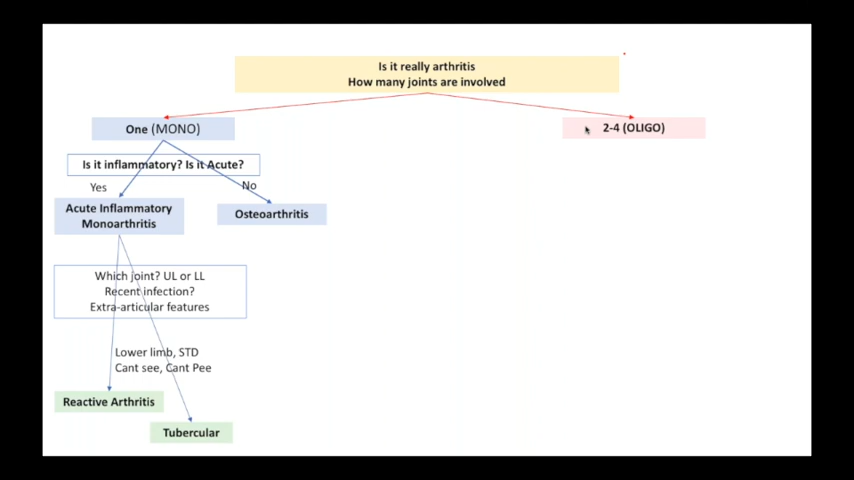 Is it really arthritis
How many joints are involved
One (MONO)
2-4 (OLIGO)
Is it inflammatory? Is it Acute?
Yes
No
Acute Inflammatory
Monoarthritis
Osteoarthritis
Which joint? UL or LL
Recent infection?
Extra-articular features
Lower limb, STD
Cant see, Cant Pee
Reactive Arthritis
Tubercular